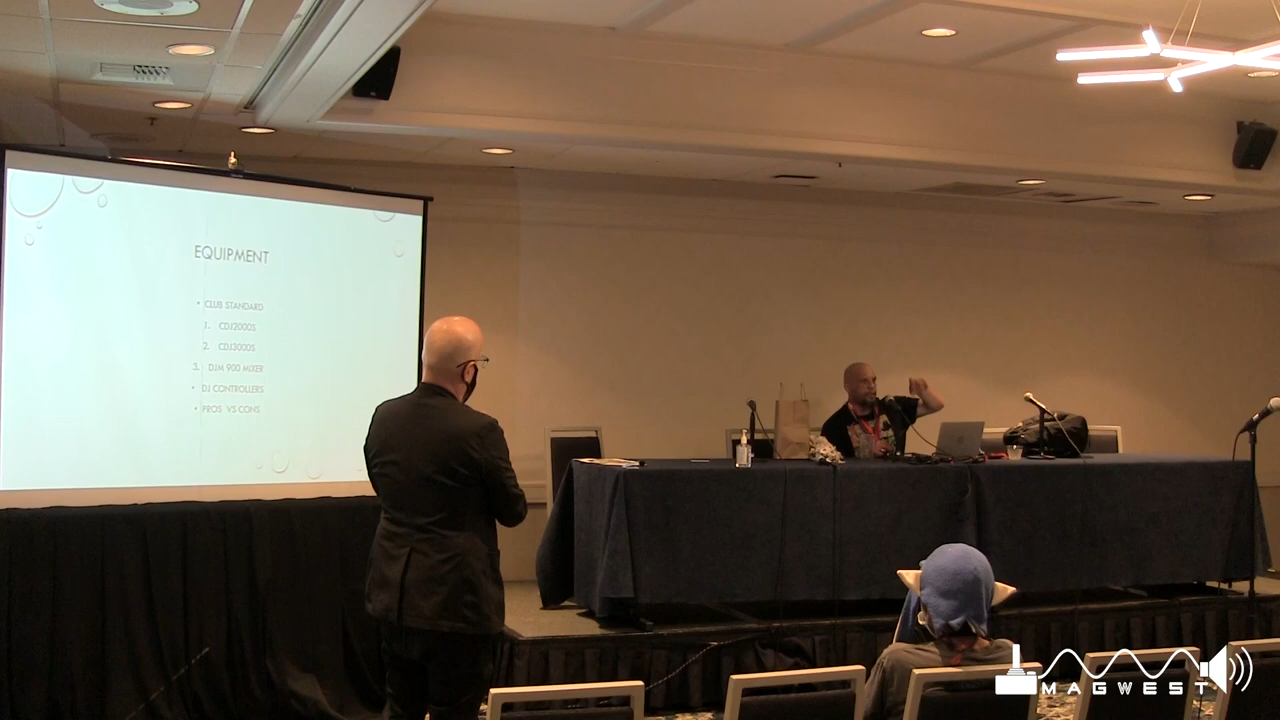 EQUIPMENT
• CLUB STANDARD
1. CDJ2000S
2. CDJ3000S
3. DJM 900 MIXER
• DJ CONTROLLERS
• PROS VS CONS
MAGWEST